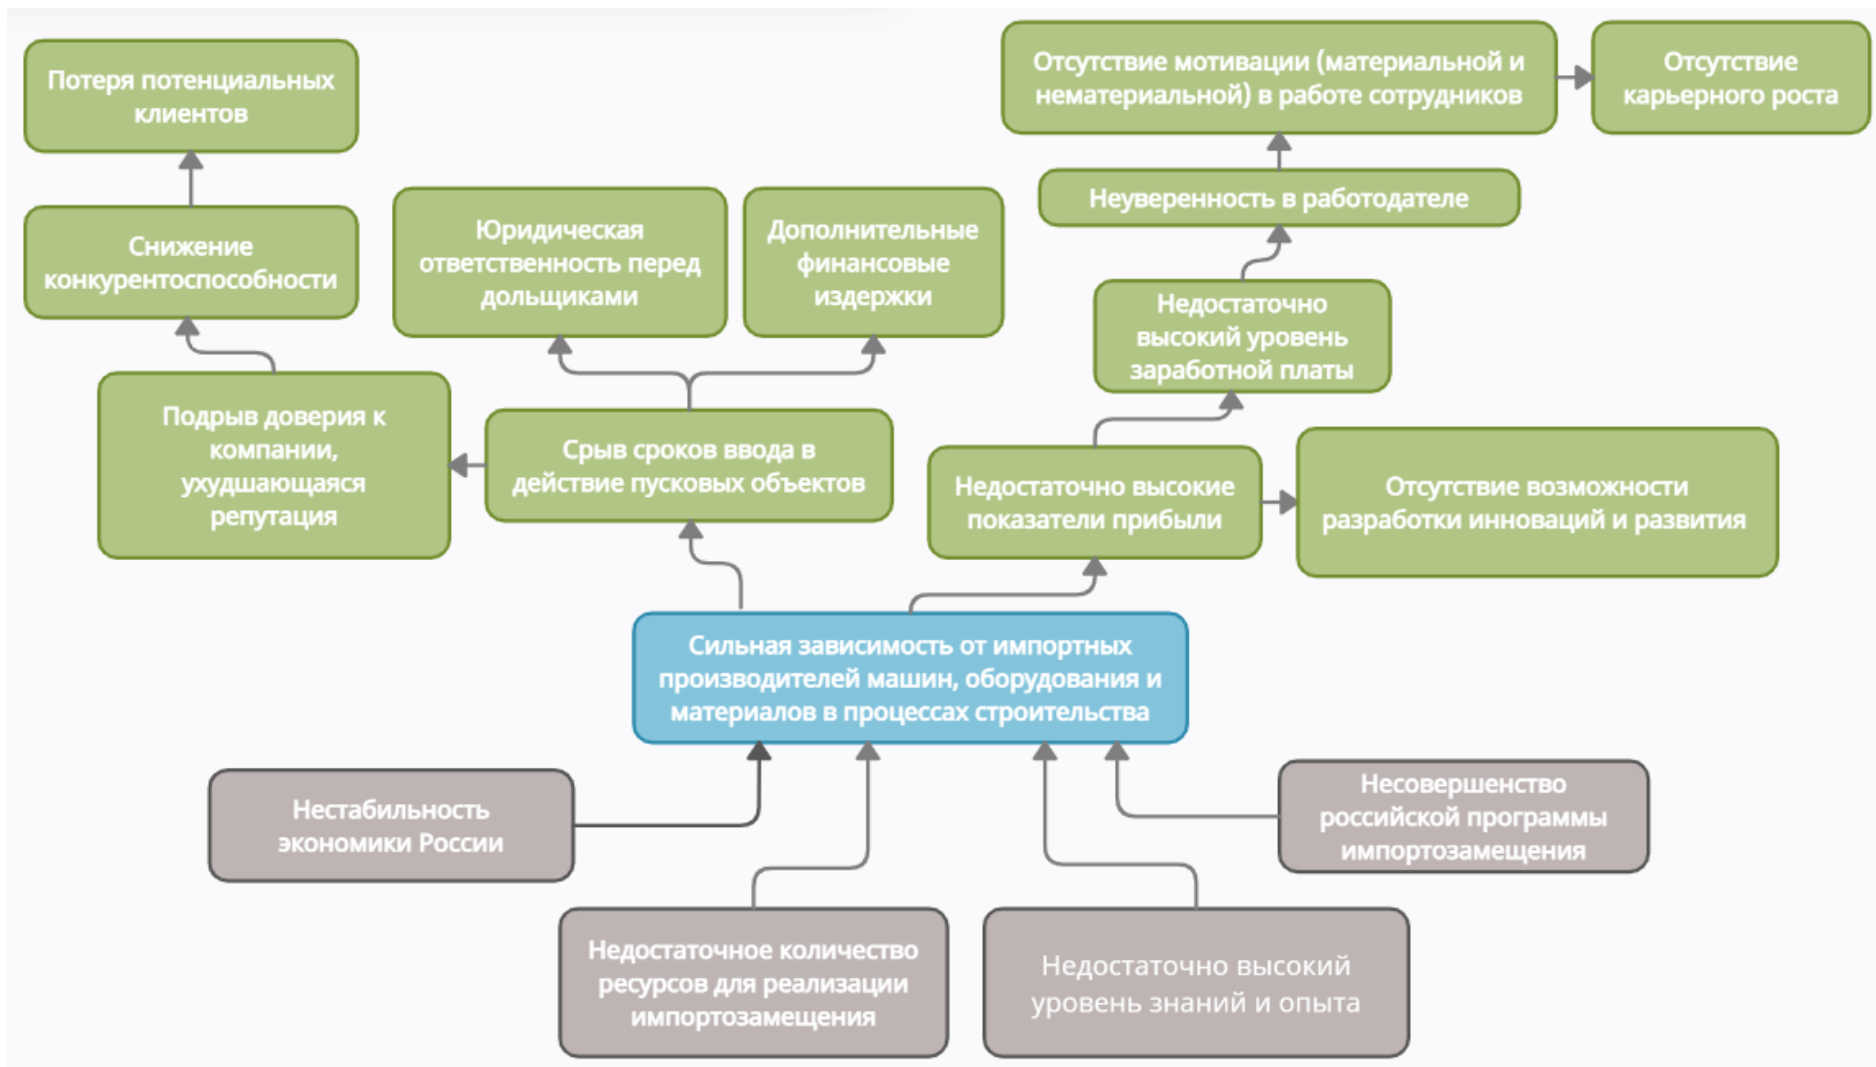 Потеря потенциальных
клиентов
Отсутствие мотивации (материальной и
нематериальной) в работе сотрудников
Отсутствие
карьерного роста
Неуверенность в работодателе
Снижение
конкурентоспособности
Юридическая
ответственность перед
дольщиками
Дополнительные
финансовые
издержки
Недостаточно
высокий уровень
заработной платы
Подрыв доверия к
компании,
ухудшающаяся
репутация
Срыв сроков ввода в
действие пусковых объектов
Недостаточно высокие
показатели прибыли
Отсутствие возможности
разработки инноваций и развития
Сильная зависимость от импортных
производителей машин, оборудования и
материалов в процессах строительства
Нестабильность
экономики России
Несовершенство
российской программы
импортозамещения
Недостаточное количество
ресурсов для реализации
импортозамещения
Недостаточно высокий
уровень знаний и опыта